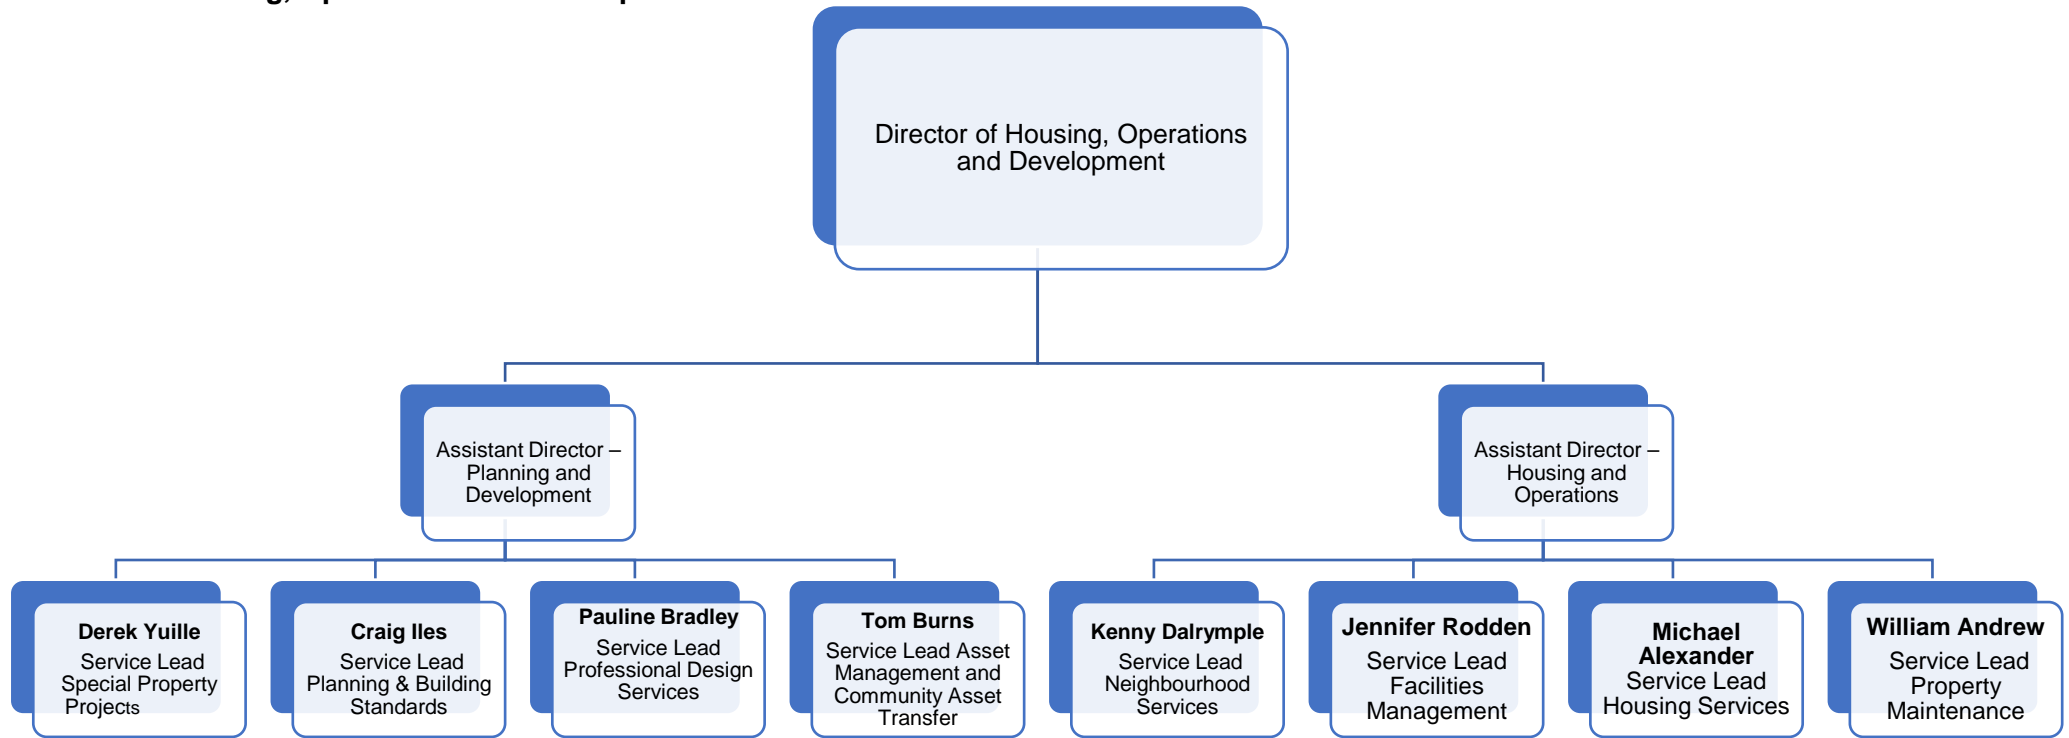 Director of Housing, Operations
and Development
Assistant Director –
Planning and
Development
Assistant Director –
Housing and
Operations
Derek Yuille
Service Lead
Special Property
Projects
Craig Iles
Service Lead
Planning & Building
Standards
Pauline Bradley
Service Lead
Professional Design
Services
Tom Burns
Service Lead Asset
Management and
Community Asset
Transfer
Kenny Dalrymple
Service Lead
Neighbourhood
Services
Jennifer Rodden
Service Lead
Facilities
Management
Michael
Alexander
Service Lead
Housing Services
William Andrew
Service Lead
Property
Maintenance